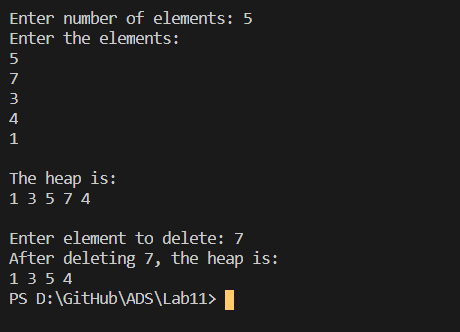 Enter number of elements: 5
Enter the elements:
5
7
3
4
1
The heap is:
1 3 5 7 4
Enter element to delete: 7
After deleting 7, the heap is:
1 3 5 4
PS D:\GitHub\ADS\Lab11>